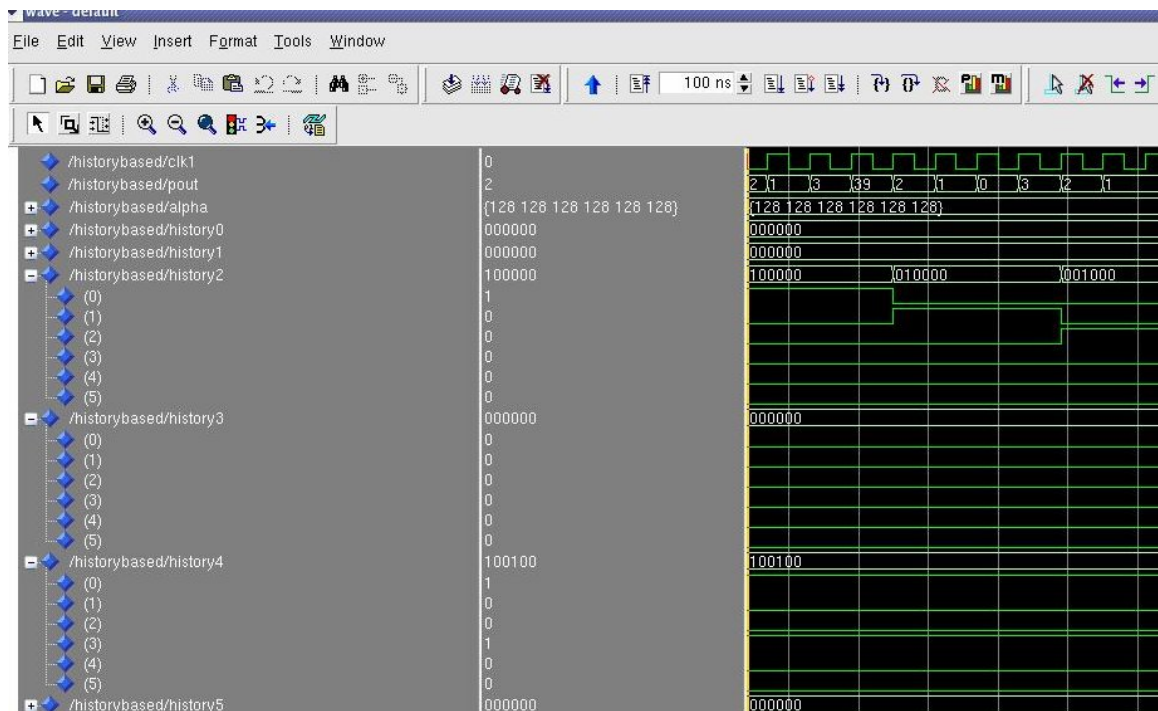 wave - default
File Edit View Insert Format Tools Window
100 ns
/historybased/clk1 0
/historybased/pout 2 2 1 3 39 2 1 0 3 2 1
/historybased/alpha {128 128 128 128 128 128} {128 128 128 128 128 128}
/historybased/history0 000000 000000
/historybased/history1 000000 000000
/historybased/history2 100000 100000 010000 001000
(0) 1
(1) 0
(2) 0
(3) 0
(4) 0
(5) 0
/historybased/history3 000000 000000
(0) 0
(1) 0
(2) 0
(3) 0
(4) 0
(5) 0
/historybased/history4 100100 100100
(0) 1
(1) 0
(2) 0
(3) 1
(4) 0
(5) 0
/historybased/history5 000000 000000